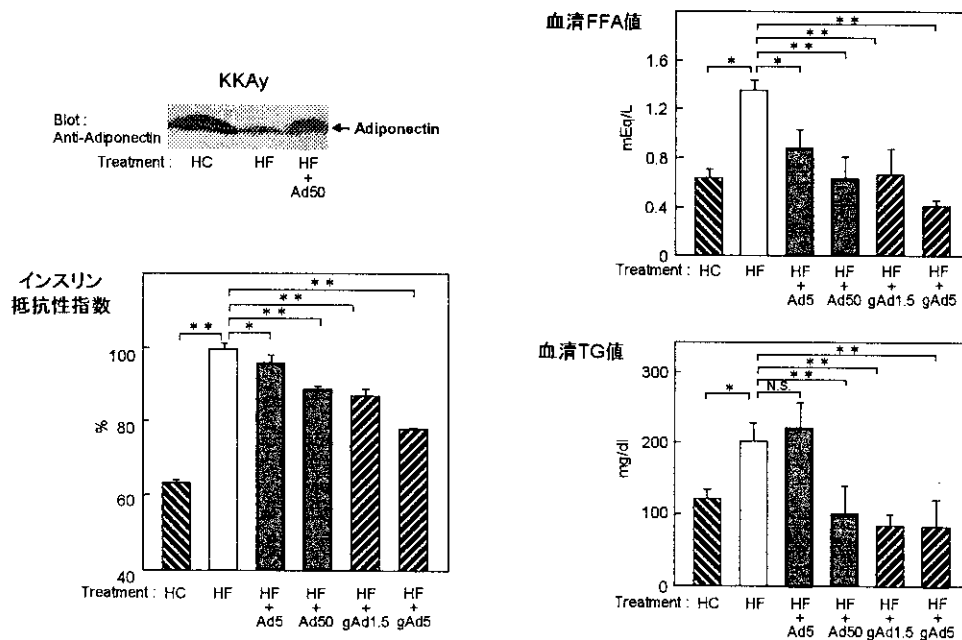 KKAy
Blot :
Anti-Adiponectin
← Adiponectin
Treatment : HC HF HF + Ad50
インスリン
抵抗性指数
** * ** ** **
100
80
60
40
%
Treatment : HC HF HF + Ad5 HF + Ad50 HF + gAd1.5 HF + gAd5
血清FFA値
* * ** ** **
1.6
1.2
0.8
0.4
0
mEq/L
Treatment : HC HF HF + Ad5 HF + Ad50 HF + gAd1.5 HF + gAd5
血清TG値
* N.S. ** ** **
300
200
100
0
mg/dl
Treatment : HC HF HF + Ad5 HF + Ad50 HF + gAd1.5 HF + gAd5